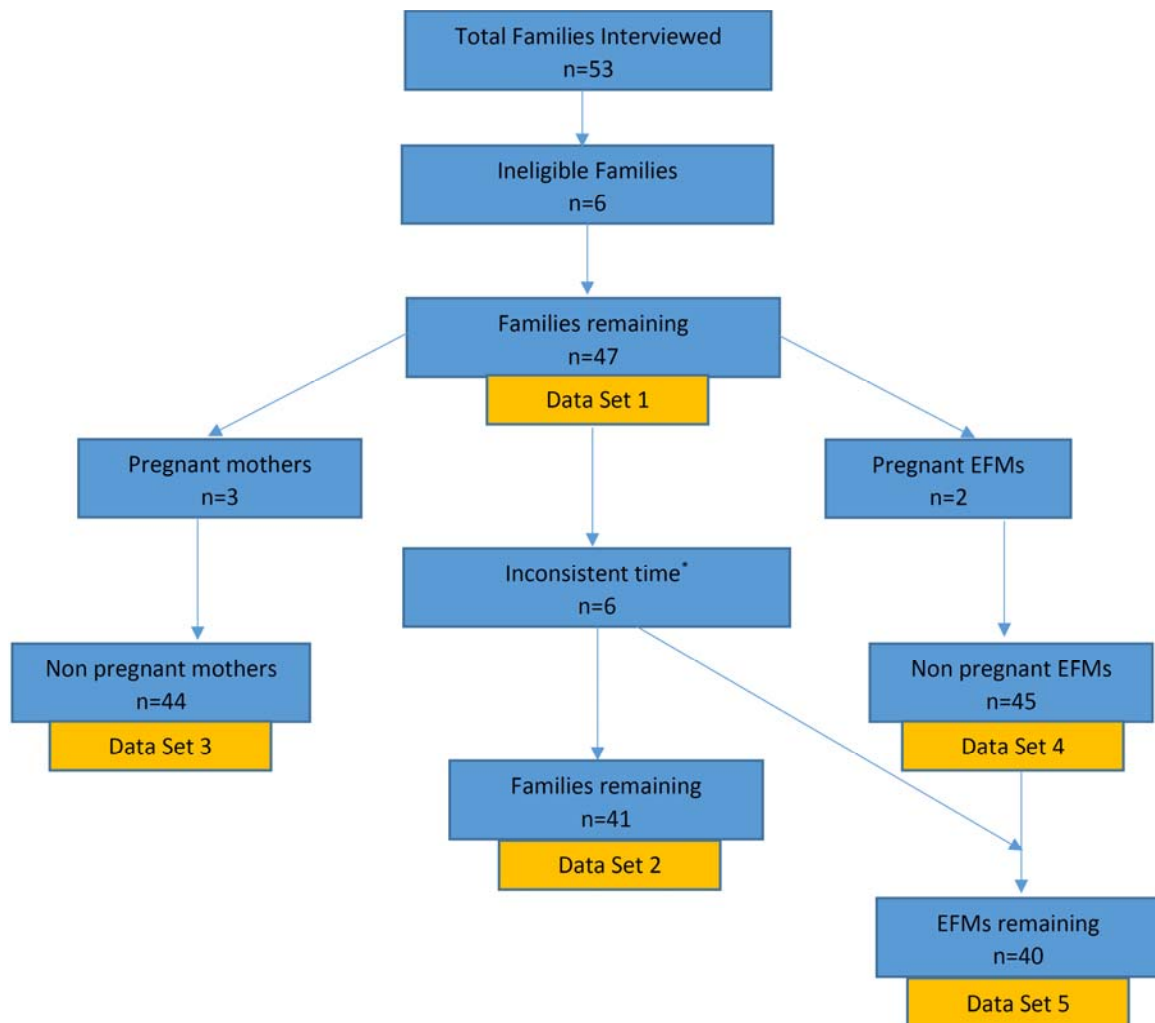 Total Families Interviewed
n=53
Ineligible Families
n=6
Families remaining
n=47
Data Set 1
Pregnant mothers
n=3
Pregnant EFMs
n=2
Inconsistent time*
n=6
Non pregnant mothers
n=44
Data Set 3
Non pregnant EFMs
n=45
Data Set 4
Families remaining
n=41
Data Set 2
EFMs remaining
n=40
Data Set 5